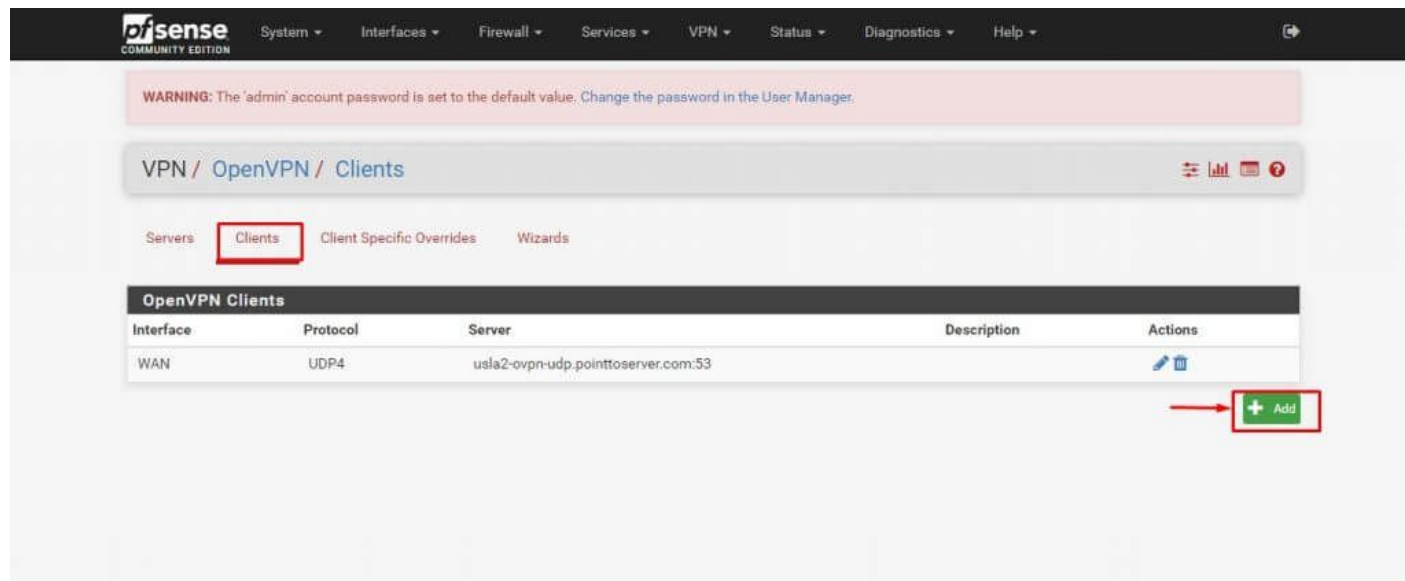 pfsense System Interfaces Firewall Services VPN Status Diagnostics Help
COMMUNITY EDITION
WARNING: The 'admin' account password is set to the default value. Change the password in the User Manager.
VPN / OpenVPN / Clients
Servers Clients Client Specific Overrides Wizards
OpenVPN Clients
Interface Protocol Server Description Actions
WAN UDP4 usla2-ovpn-udp.pointtoserver.com:53
Add